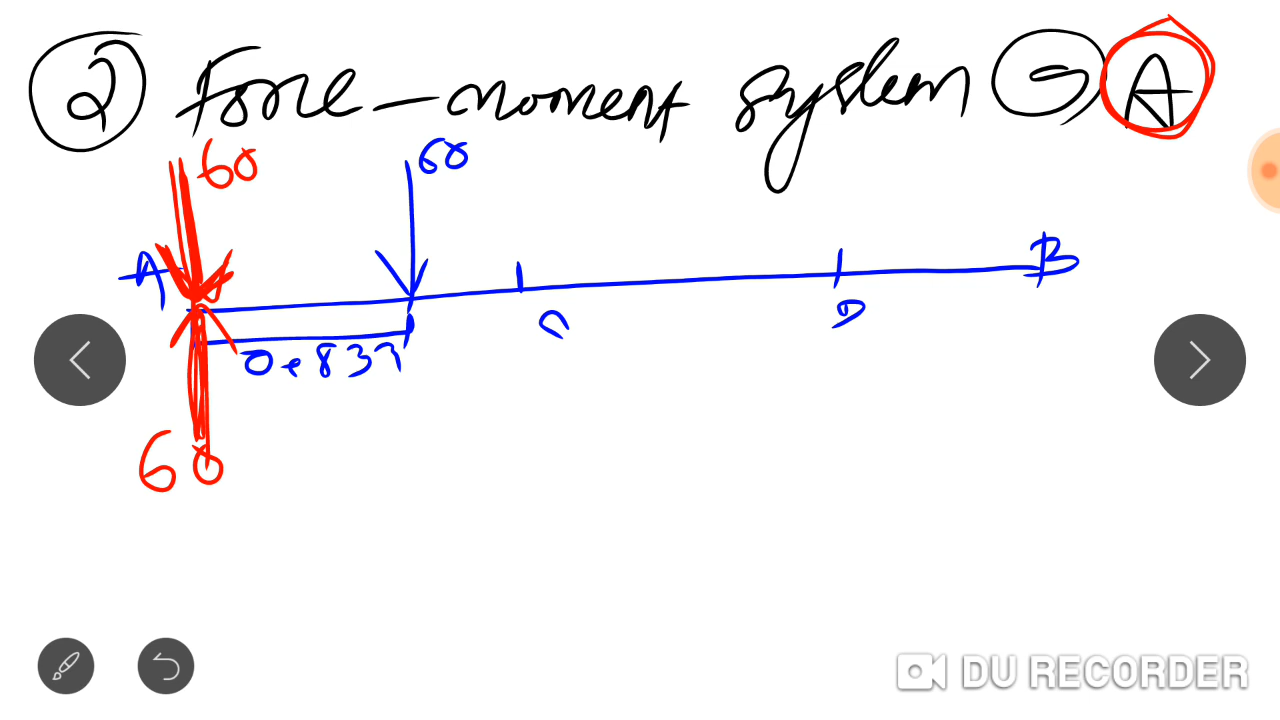 ② Force-moment system @ A
60 60
A B
C D
0.833
60
DU RECORDER